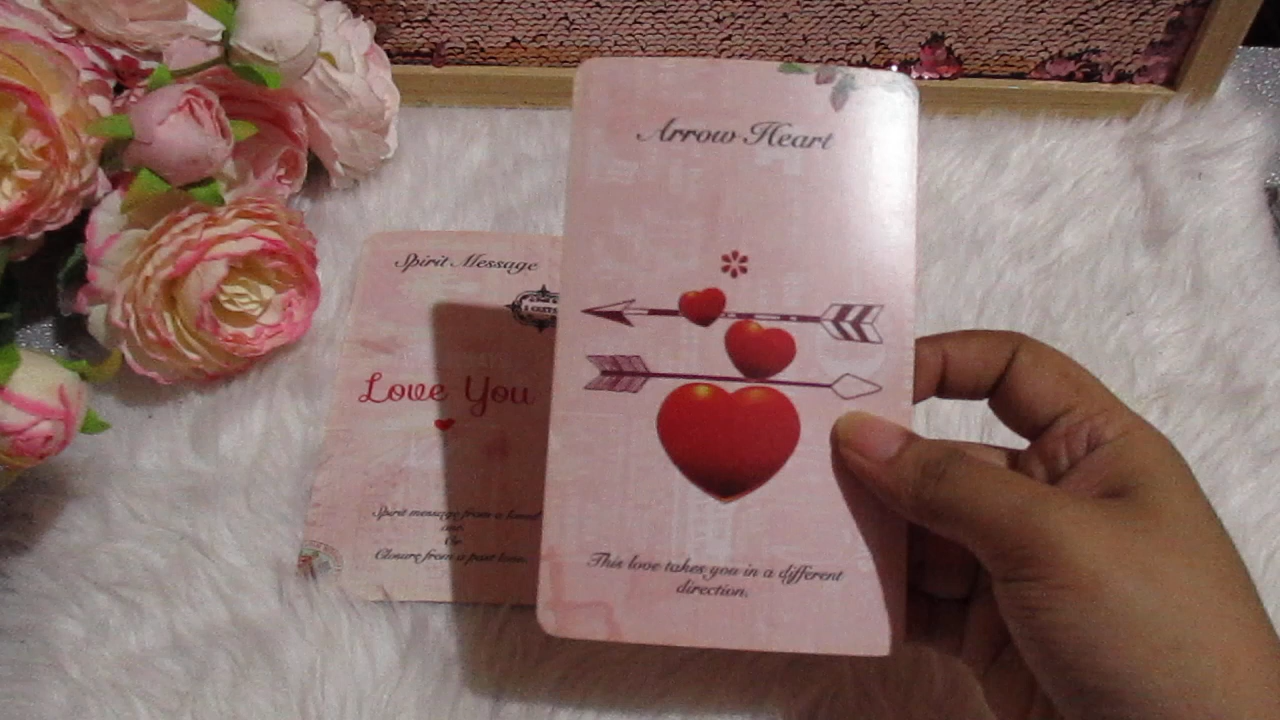 Arrow Heart
This love takes you in a different
direction.
Spirit Message
Love You
Spirit message from a loved
one.
Or
Closure from a past love.